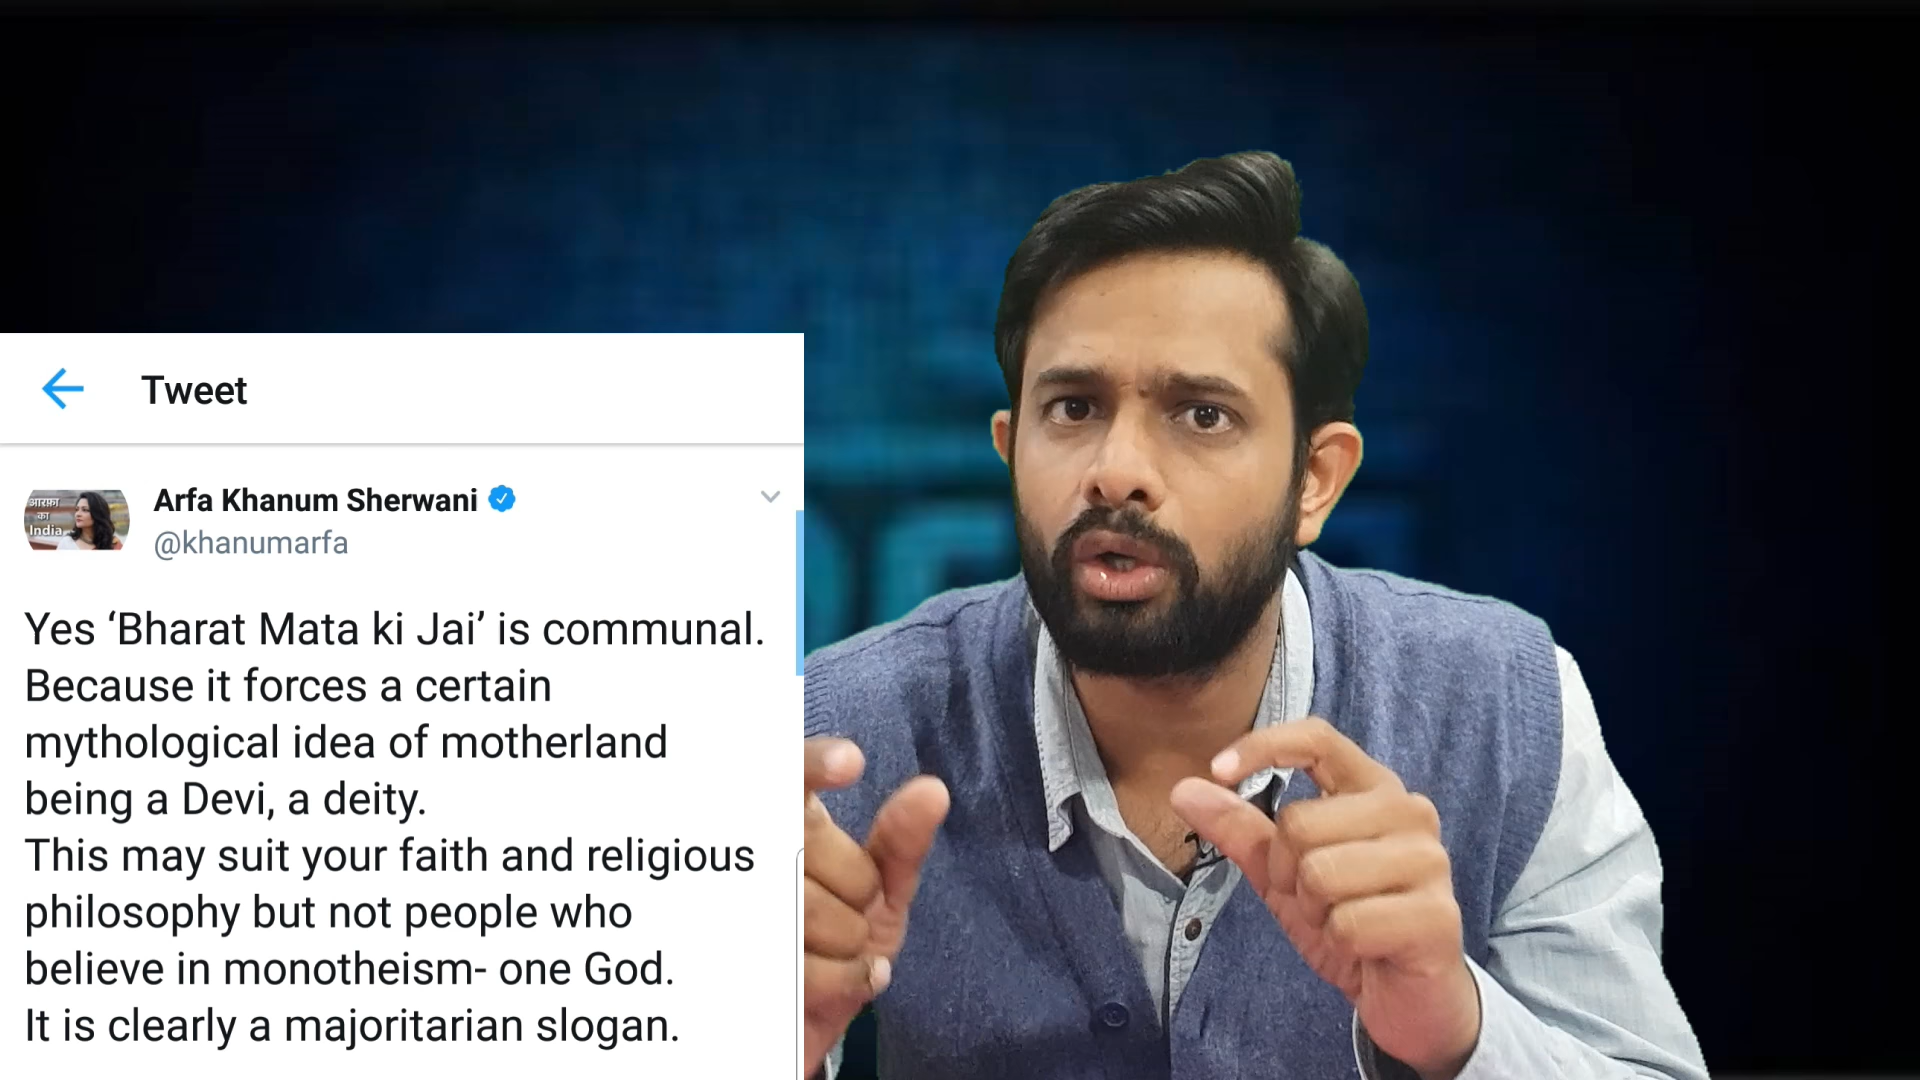 Tweet
आरफ़ा
का
India
Arfa Khanum Sherwani
@khanumarfa
Yes ‘Bharat Mata ki Jai’ is communal.
Because it forces a certain
mythological idea of motherland
being a Devi, a deity.
This may suit your faith and religious
philosophy but not people who
believe in monotheism- one God.
It is clearly a majoritarian slogan.